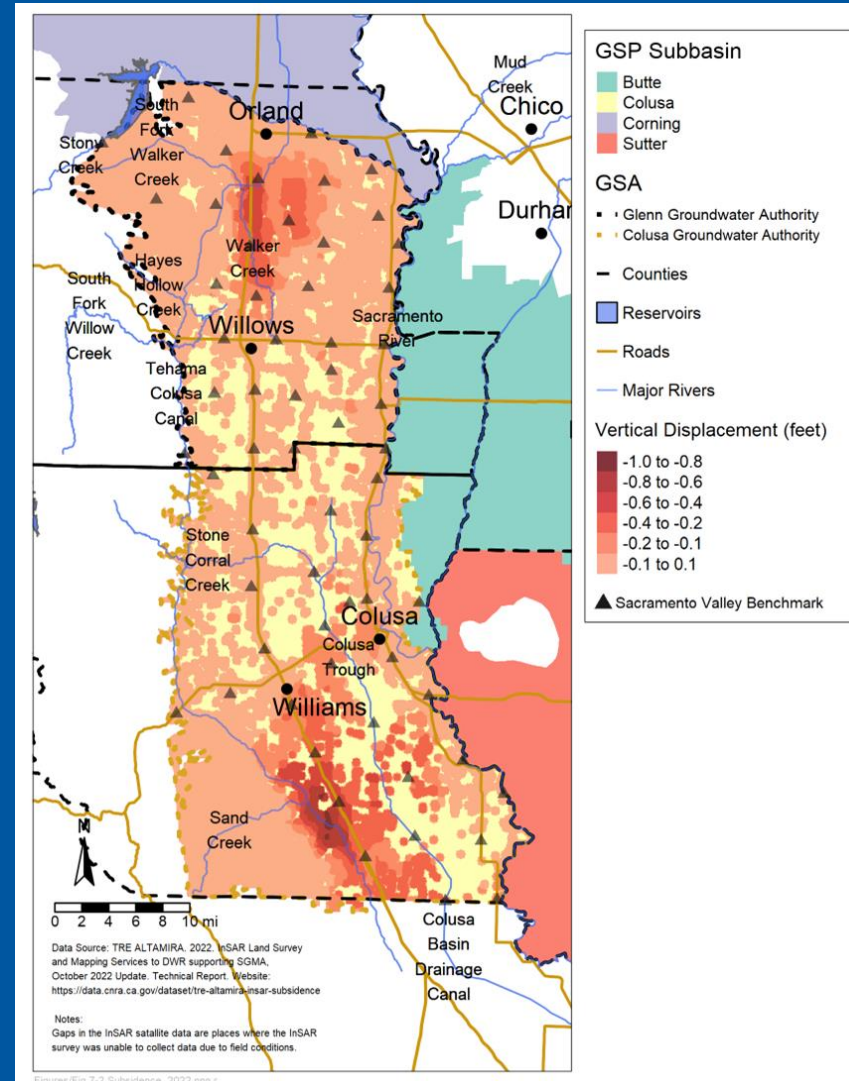 Mud
Creek
Chico
South
Fork
Walker
Creek
Orland
Stony
Creek
Durham
Walker
Creek
Hayes
Hollow
Creek
South
Fork
Willow
Creek
Sacramento
River
Willows
Tehama
Colusa
Canal
Stone
Corral
Creek
Colusa
Colusa
Trough
Williams
Sand
Creek
N
0 2 4 6 8 10 mi
Colusa
Basin
Drainage
Canal
Data Source: TRE ALTAMIRA. 2022. InSAR Land Survey
and Mapping Services to DWR supporting SGMA,
October 2022 Update. Technical Report. Website:
https://data.cnra.ca.gov/dataset/tre-altamira-insar-subsidence
Notes:
Gaps in the InSAR satallite data are places where the InSAR
survey was unable to collect data due to field conditions.
GSP Subbasin
Butte
Colusa
Corning
Sutter
GSA
Glenn Groundwater Authority
Colusa Groundwater Authority
Counties
Reservoirs
Roads
Major Rivers
Vertical Displacement (feet)
-1.0 to -0.8
-0.8 to -0.6
-0.6 to -0.4
-0.4 to -0.2
-0.2 to -0.1
-0.1 to 0.1
Sacramento Valley Benchmark